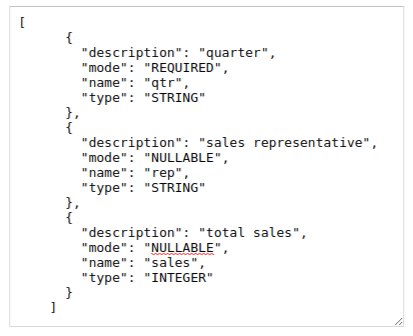 [
      {
        "description": "quarter",
        "mode": "REQUIRED",
        "name": "qtr",
        "type": "STRING"
      },
      {
        "description": "sales representative",
        "mode": "NULLABLE",
        "name": "rep",
        "type": "STRING"
      },
      {
        "description": "total sales",
        "mode": "NULLABLE",
        "name": "sales",
        "type": "INTEGER"
      }
    ]